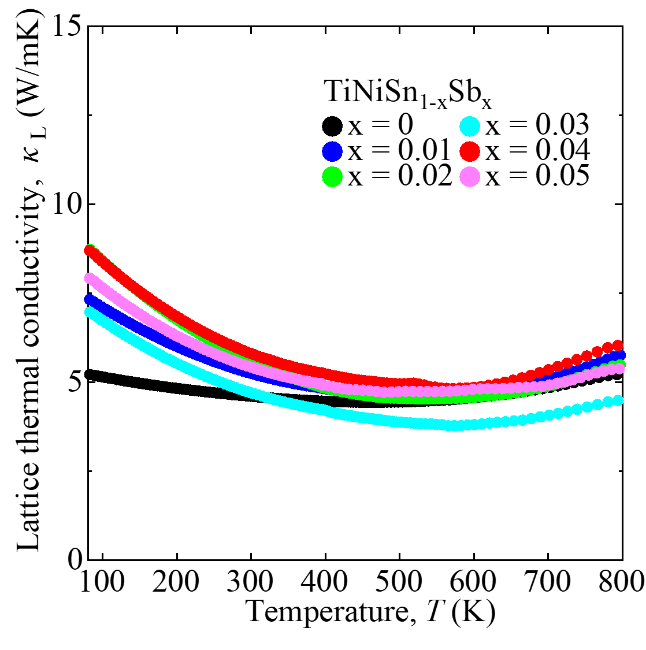 15
10
5
0
Lattice thermal conductivity, κL (W/mK)
TiNiSn1-xSbx
x = 0 x = 0.03
x = 0.01 x = 0.04
x = 0.02 x = 0.05
100 200 300 400 500 600 700 800
Temperature, T (K)